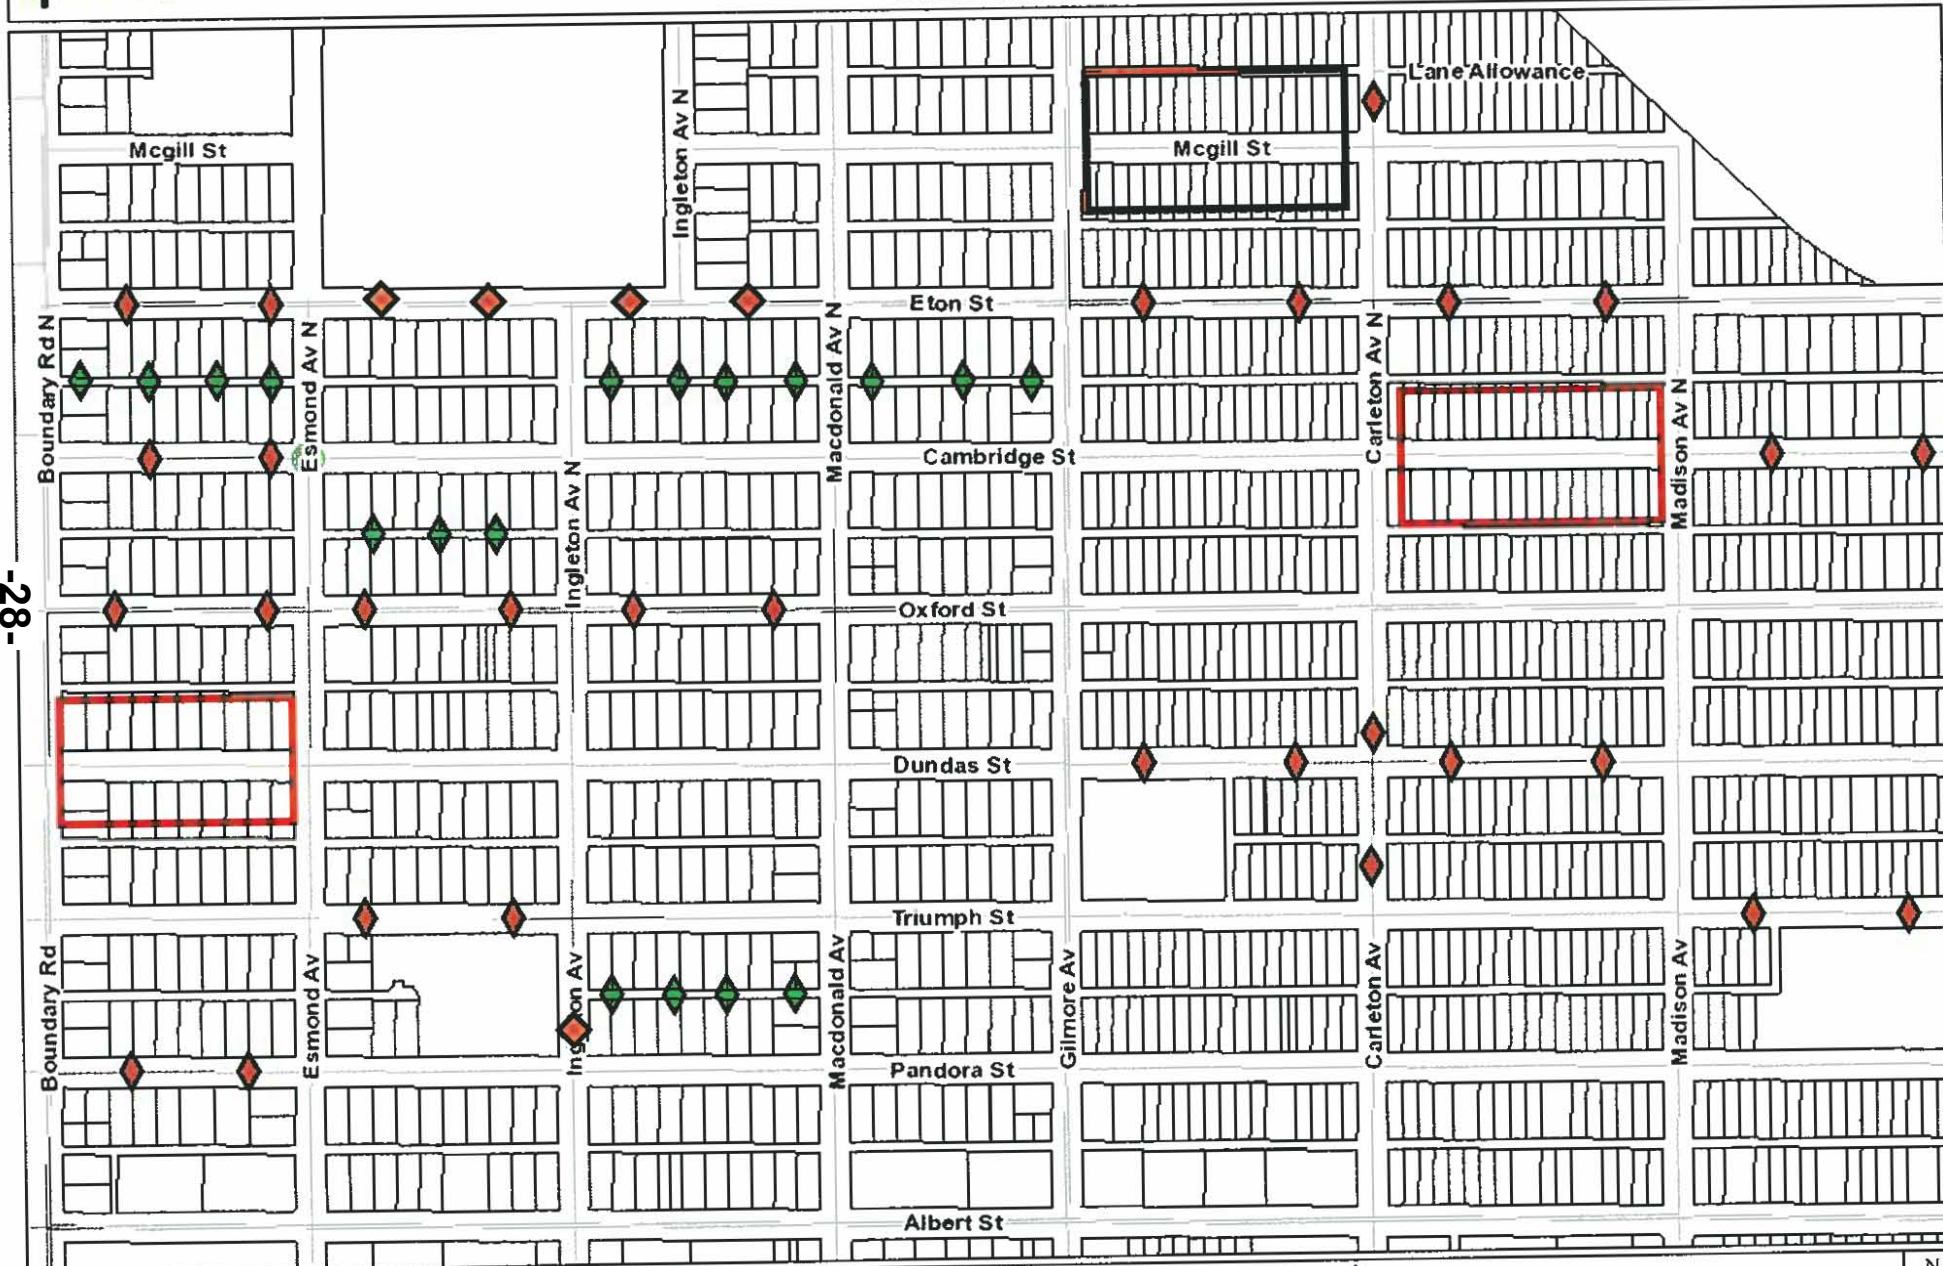 Lane Allowance
Mcgill St
Mcgill St
Ingleton Av N
Eton St
Boundary Rd N
Esmond Av N
Macdonald Av N
Carleton Av N
Madison Av N
Cambridge St
Ingleton Av N
-28-
Oxford St
Dundas St
Triumph St
Boundary Rd
Esmond Av
Macdonald Av
Gilmore Av
Carleton Av
Madison Av
Pandora St
Albert St
N